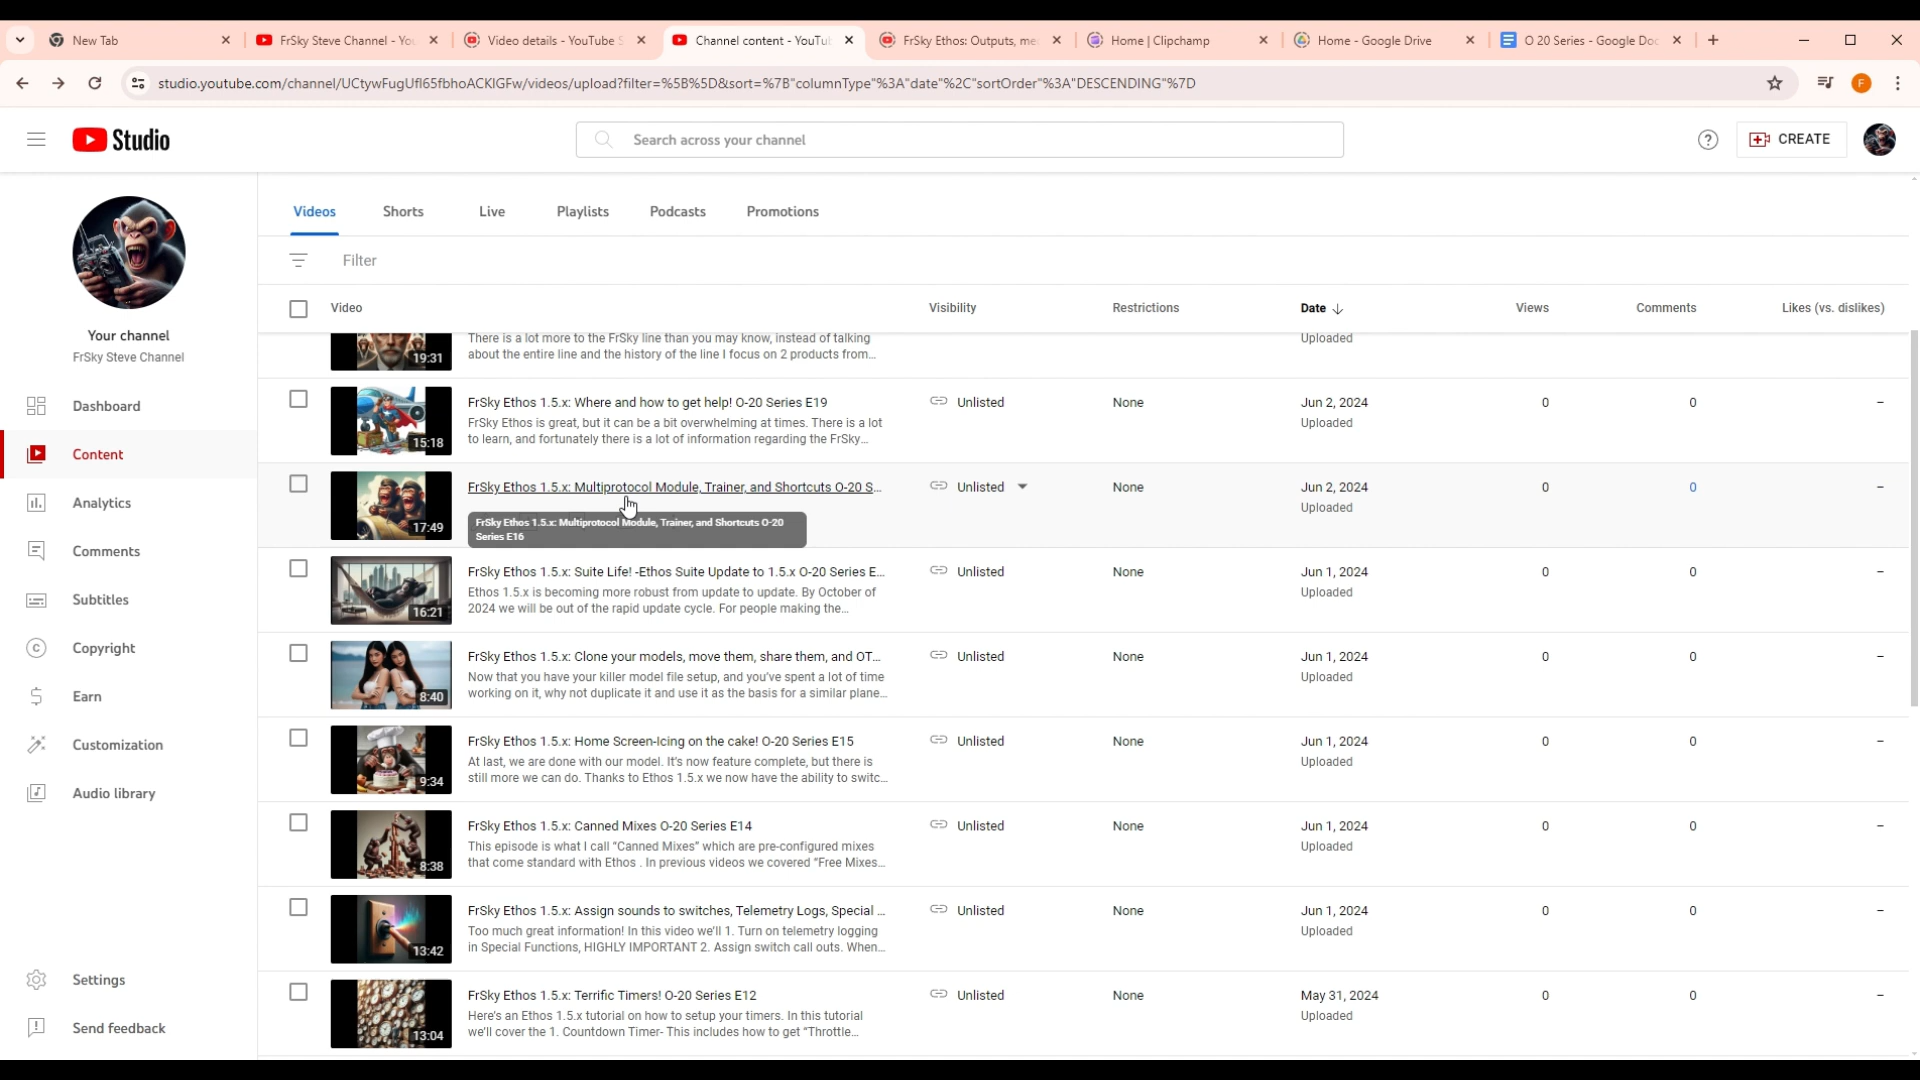 New Tab
FrSky Steve Channel - You
Video details - YouTube S
Channel content - YouTu
FrSky Ethos: Outputs, me
Home | Clipchamp
Home - Google Drive
O 20 Series - Google Doc
studio.youtube.com/channel/UCtywFugUfl65fbhoACKlGFw/videos/upload?filter=%5B%5D&sort=%7B"columnType"%3A"date"%2C"sortOrder"%3A"DESCENDING"%7D
F
Studio
Search across your channel
CREATE
Your channel
FrSky Steve Channel
Dashboard
Content
Analytics
Comments
Subtitles
Copyright
Earn
Customization
Audio library
Settings
Send feedback
Videos Shorts Live Playlists Podcasts Promotions
Filter
Video Visibility Restrictions Date Views Comments Likes (vs. dislikes)
There is a lot more to the FrSky line than you may know, instead of talking
Uploaded
about the entire line and the history of the line I focus on 2 products from...
19:31
FrSky Ethos 1.5.x: Where and how to get help! O-20 Series E19
Unlisted None Jun 2, 2024 0 0 –
FrSky Ethos is great, but it can be a bit overwhelming at times. There is a lot
Uploaded
to learn, and fortunately there is a lot of information regarding the FrSky...
15:18
FrSky Ethos 1.5.x: Multiprotocol Module, Trainer, and Shortcuts O-20 S...
Unlisted None Jun 2, 2024 0 0 –
Uploaded
17:49
FrSky Ethos 1.5.x: Multiprotocol Module, Trainer, and Shortcuts O-20
Series E16
FrSky Ethos 1.5.x: Suite Life! -Ethos Suite Update to 1.5.x O-20 Series E...
Unlisted None Jun 1, 2024 0 0 –
Ethos 1.5.x is becoming more robust from update to update. By October of
Uploaded
2024 we will be out of the rapid update cycle. For people making the...
16:21
FrSky Ethos 1.5.x: Clone your models, move them, share them, and OT...
Unlisted None Jun 1, 2024 0 0 –
Now that you have your killer model file setup, and you've spent a lot of time
Uploaded
working on it, why not duplicate it and use it as the basis for a similar plane...
8:40
FrSky Ethos 1.5.x: Home Screen-Icing on the cake! O-20 Series E15
Unlisted None Jun 1, 2024 0 0 –
At last, we are done with our model. It's now feature complete, but there is
Uploaded
still more we can do. Thanks to Ethos 1.5.x we now have the ability to switc...
9:34
FrSky Ethos 1.5.x: Canned Mixes O-20 Series E14
Unlisted None Jun 1, 2024 0 0 –
This episode is what I call “Canned Mixes” which are pre-configured mixes
Uploaded
that come standard with Ethos . In previous videos we covered “Free Mixes...
8:38
FrSky Ethos 1.5.x: Assign sounds to switches, Telemetry Logs, Special ...
Unlisted None Jun 1, 2024 0 0 –
Too much great information! In this video we'll 1. Turn on telemetry logging
Uploaded
in Special Functions, HIGHLY IMPORTANT 2. Assign switch call outs. When...
13:42
FrSky Ethos 1.5.x: Terrific Timers! O-20 Series E12
Unlisted None May 31, 2024 0 0 –
Here's an Ethos 1.5.x tutorial on how to setup your timers. In this tutorial
Uploaded
we'll cover the 1. Countdown Timer- This includes how to get “Throttle...
13:04